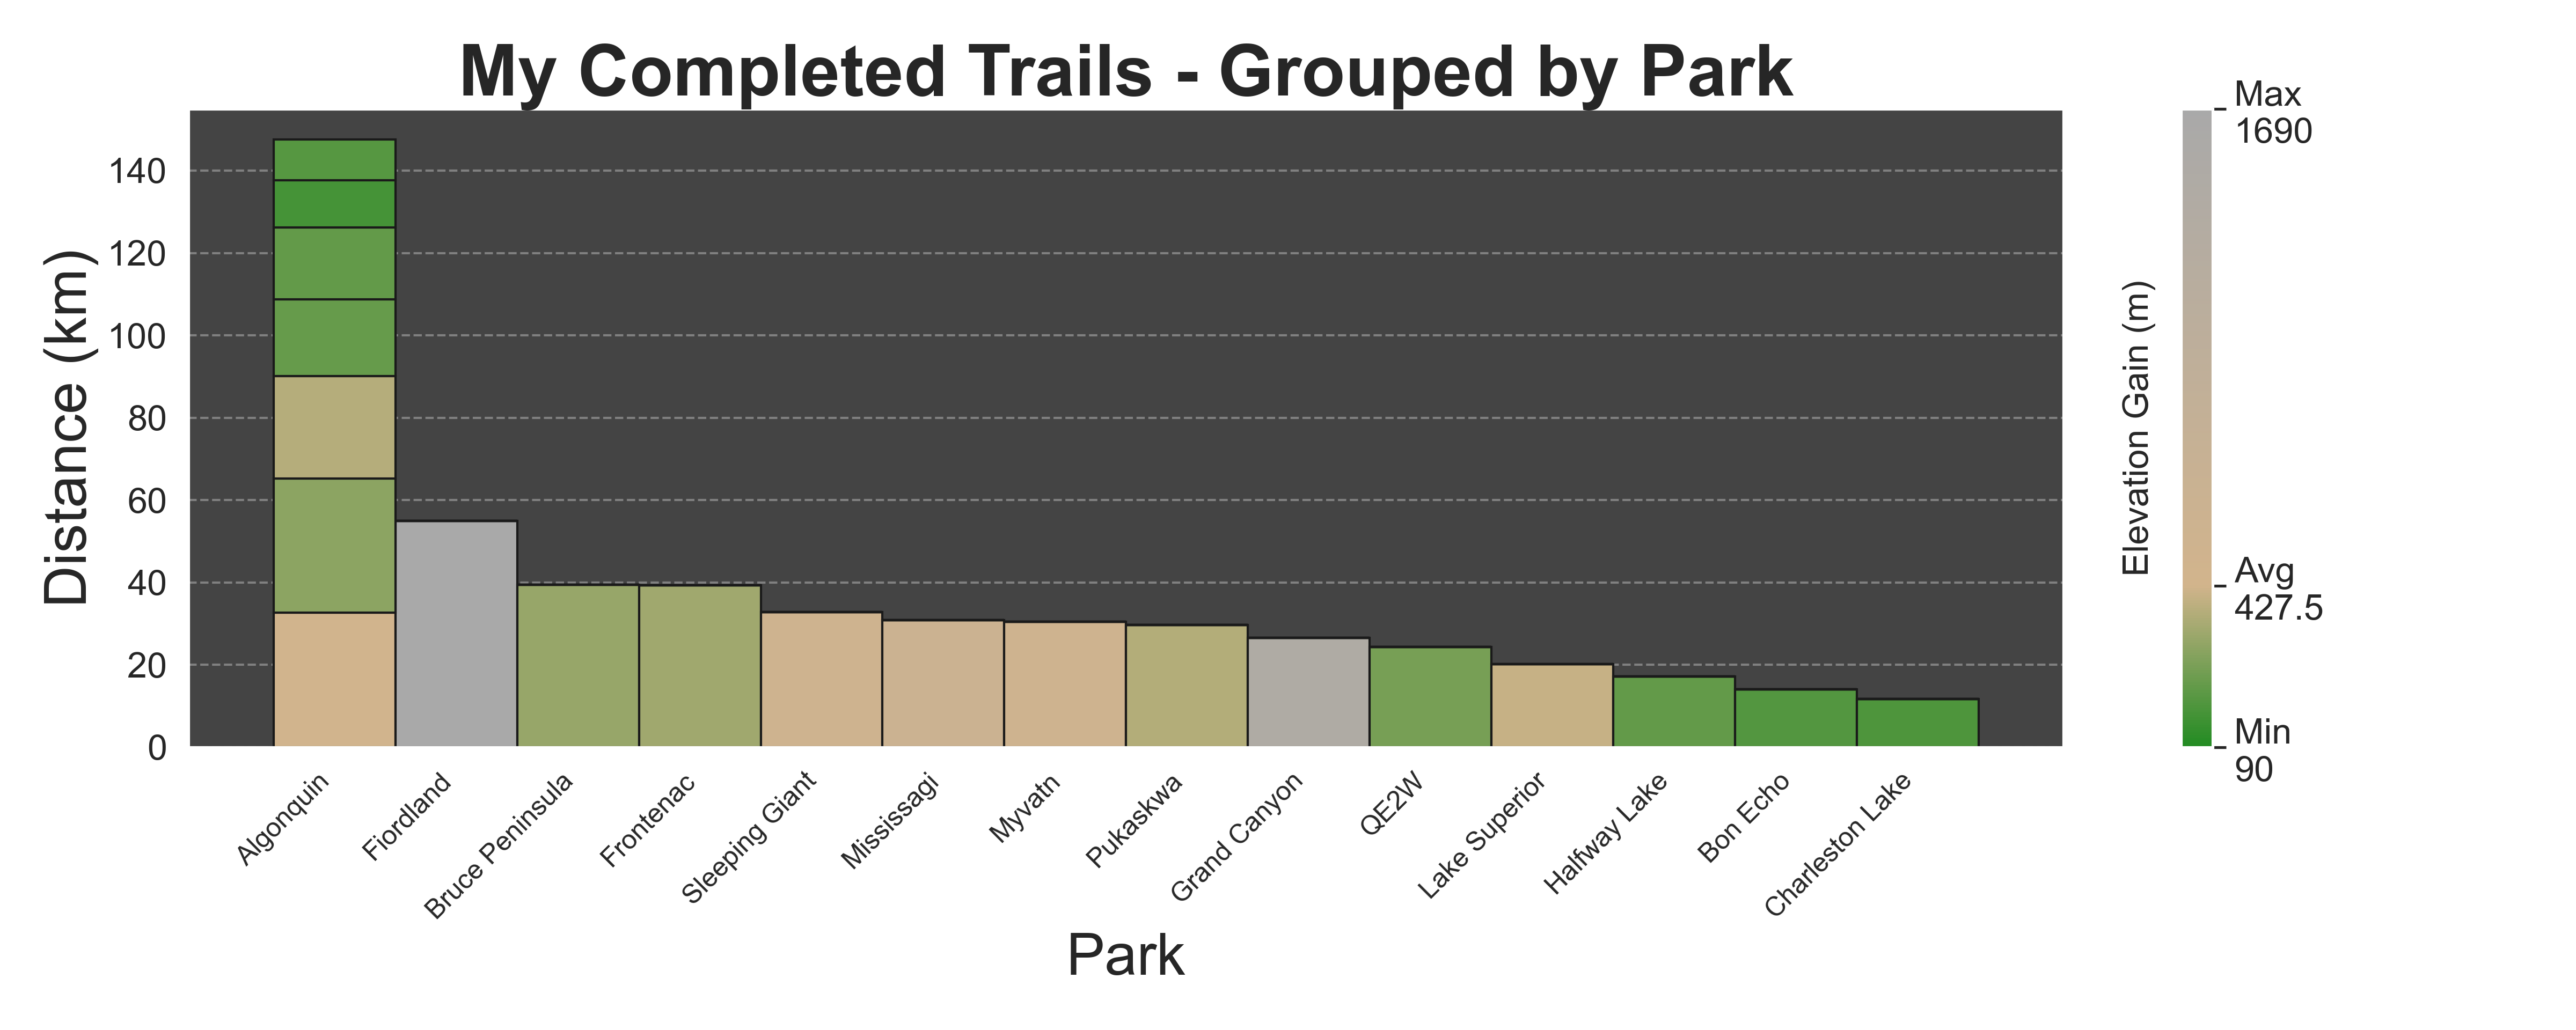 My Completed Trails - Grouped by Park
Distance (km)
140
120
100
80
60
40
20
0
Algonquin
Fiordland
Bruce Peninsula
Frontenac
Sleeping Giant
Mississagi
Myvatn
Pukaskwa
Grand Canyon
QE2W
Lake Superior
Halfway Lake
Bon Echo
Charleston Lake
Park
Elevation Gain (m)
Max
1690
Avg
427.5
Min
90